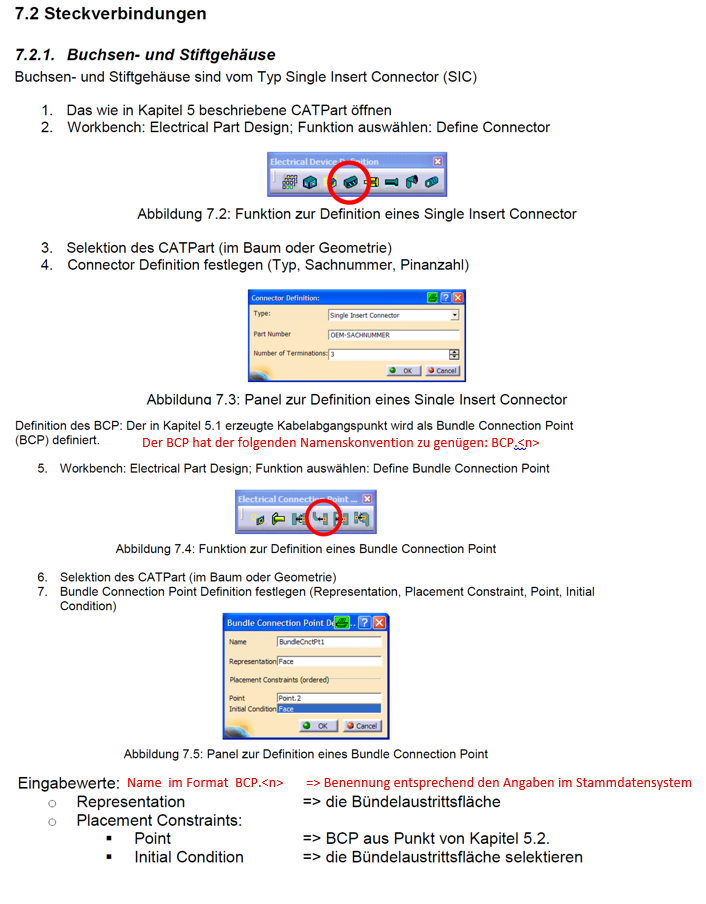 7.2 Steckverbindungen
7.2.1. Buchsen- und Stiftgehäuse
Buchsen- und Stiftgehäuse sind vom Typ Single Insert Connector (SIC)
1. Das wie in Kapitel 5 beschriebene CATPart öffnen
2. Workbench: Electrical Part Design; Funktion auswählen: Define Connector
Electrical Device Definition
Abbildung 7.2: Funktion zur Definition eines Single Insert Connector
3. Selektion des CATPart (im Baum oder Geometrie)
4. Connector Definition festlegen (Typ, Sachnummer, Pinanzahl)
Connector Definition:
Type: Single Insert Connector
Part Number OEM-SACHNUMMER
Number of Terminations: 3
OK Cancel
Abbildung 7.3: Panel zur Definition eines Single Insert Connector
Definition des BCP: Der in Kapitel 5.1 erzeugte Kabelabgangspunkt wird als Bundle Connection Point
(BCP) definiert. Der BCP hat der folgenden Namenskonvention zu genügen: BCP.<n>
5. Workbench: Electrical Part Design; Funktion auswählen: Define Bundle Connection Point
Electrical Connection Point ...
Abbildung 7.4: Funktion zur Definition eines Bundle Connection Point
6. Selektion des CATPart (im Baum oder Geometrie)
7. Bundle Connection Point Definition festlegen (Representation, Placement Constraint, Point, Initial
Condition)
Bundle Connection Point De...
Name BundleCnctPt1
Representation Face
Placement Constraints (ordered)
Point Point.2
Initial Condition Face
OK Cancel
Abbildung 7.5: Panel zur Definition eines Bundle Connection Point
Eingabewerte: Name im Format BCP.<n> => Benennung entsprechend den Angaben im Stammdatensystem
○ Representation => die Bündelaustrittsfläche
○ Placement Constraints:
▪ Point => BCP aus Punkt von Kapitel 5.2.
▪ Initial Condition => die Bündelaustrittsfläche selektieren